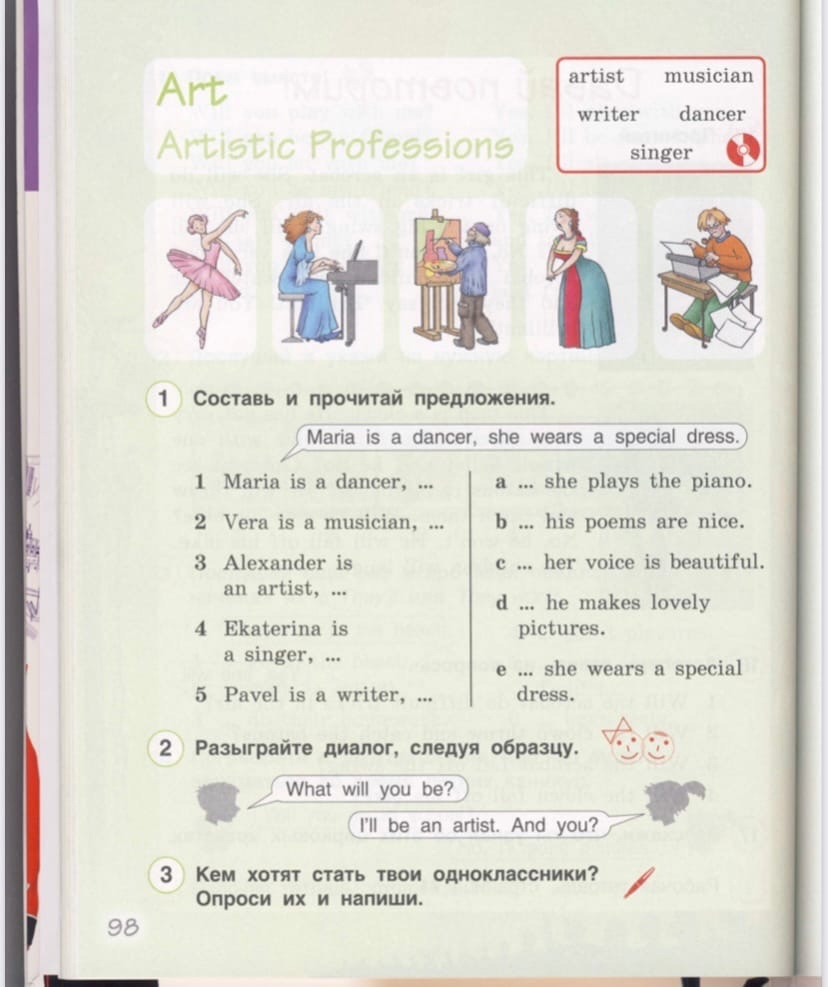 Art
Artistic Professions
artist musician
writer dancer
singer
1 Составь и прочитай предложения.
Maria is a dancer, she wears a special dress.
1 Maria is a dancer, ...
2 Vera is a musician, ...
3 Alexander is
an artist, ...
4 Ekaterina is
a singer, ...
5 Pavel is a writer, ...
a ... she plays the piano.
b ... his poems are nice.
c ... her voice is beautiful.
d ... he makes lovely
pictures.
e ... she wears a special
dress.
2 Разыграйте диалог, следуя образцу.
What will you be?
I'll be an artist. And you?
3 Кем хотят стать твои одноклассники?
Опроси их и напиши.
98